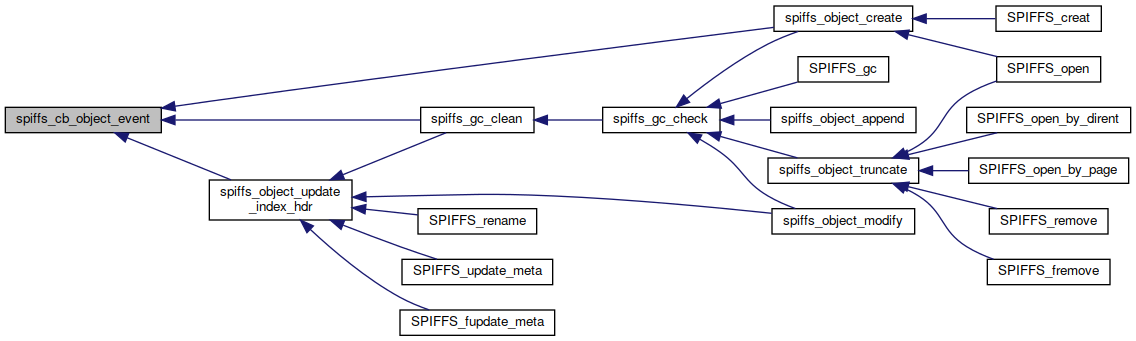 spiffs_object_create
SPIFFS_creat
SPIFFS_gc
SPIFFS_open
spiffs_cb_object_event
spiffs_gc_clean
spiffs_gc_check
spiffs_object_append
SPIFFS_open_by_dirent
spiffs_object_truncate
SPIFFS_open_by_page
spiffs_object_update
_index_hdr
SPIFFS_rename
spiffs_object_modify
SPIFFS_remove
SPIFFS_update_meta
SPIFFS_fremove
SPIFFS_fupdate_meta